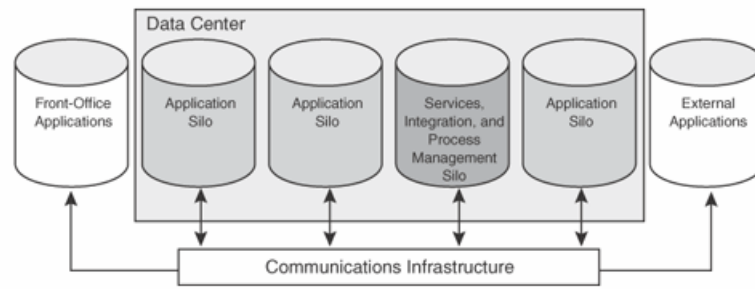 Data Center
Front-Office
Applications
Application
Silo
Application
Silo
Services,
Integration, and
Process
Management
Silo
Application
Silo
External
Applications
Communications Infrastructure